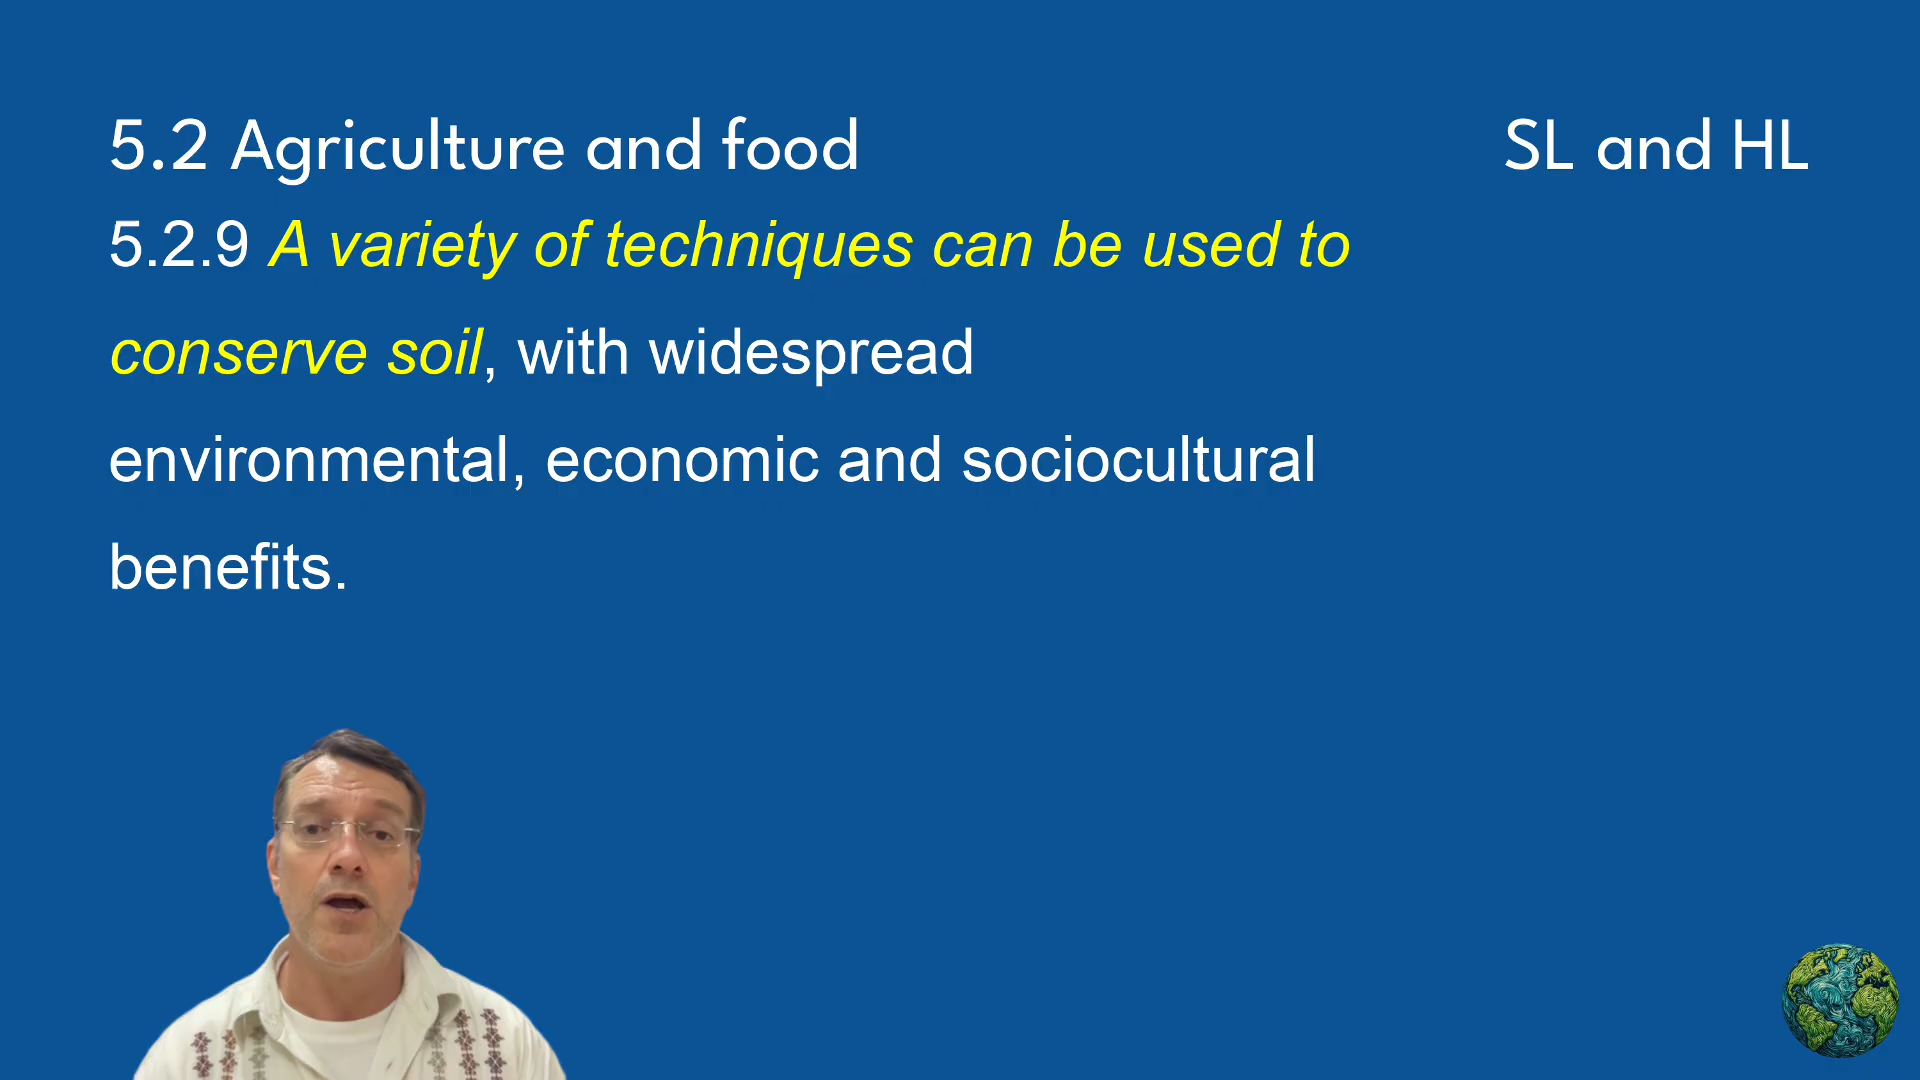 5.2 Agriculture and food
SL and HL
5.2.9 A variety of techniques can be used to
conserve soil, with widespread
environmental, economic and sociocultural
benefits.